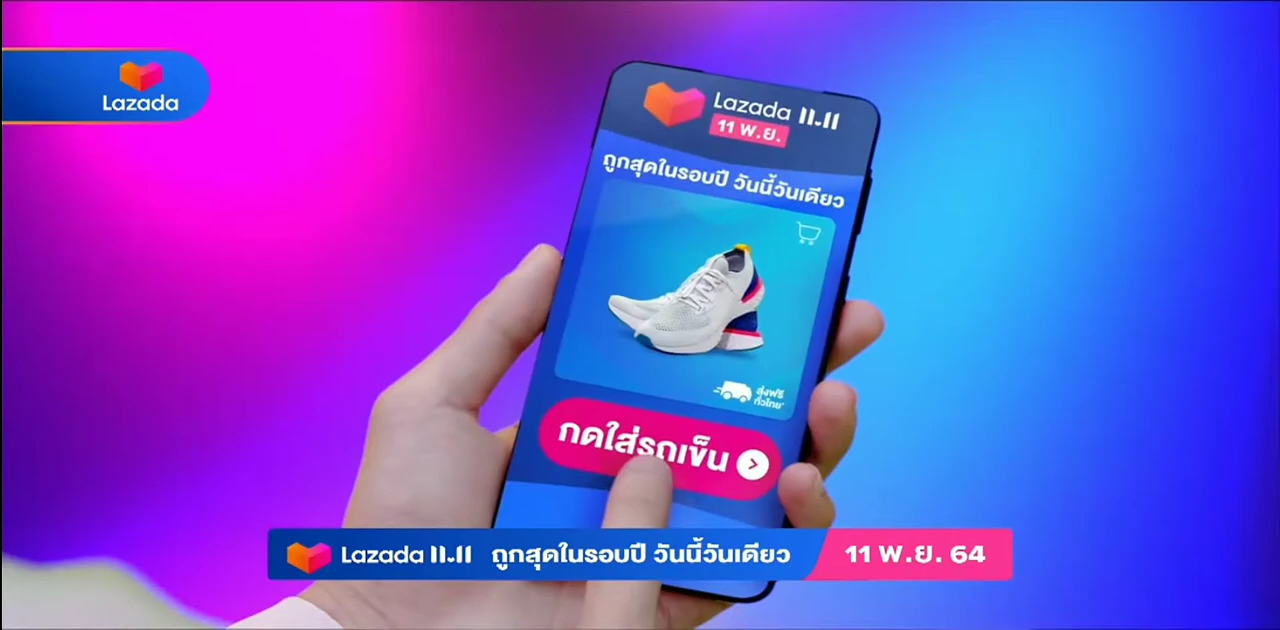 Lazada
Lazada 11.11
11 พ.ย.
ถูกสุดในรอบปี วันนี้วันเดียว
ส่งฟรี
ทั่วไทย*
กดใส่รถเข็น
Lazada 11.11 ถูกสุดในรอบปี วันนี้วันเดียว 11 พ.ย. 64